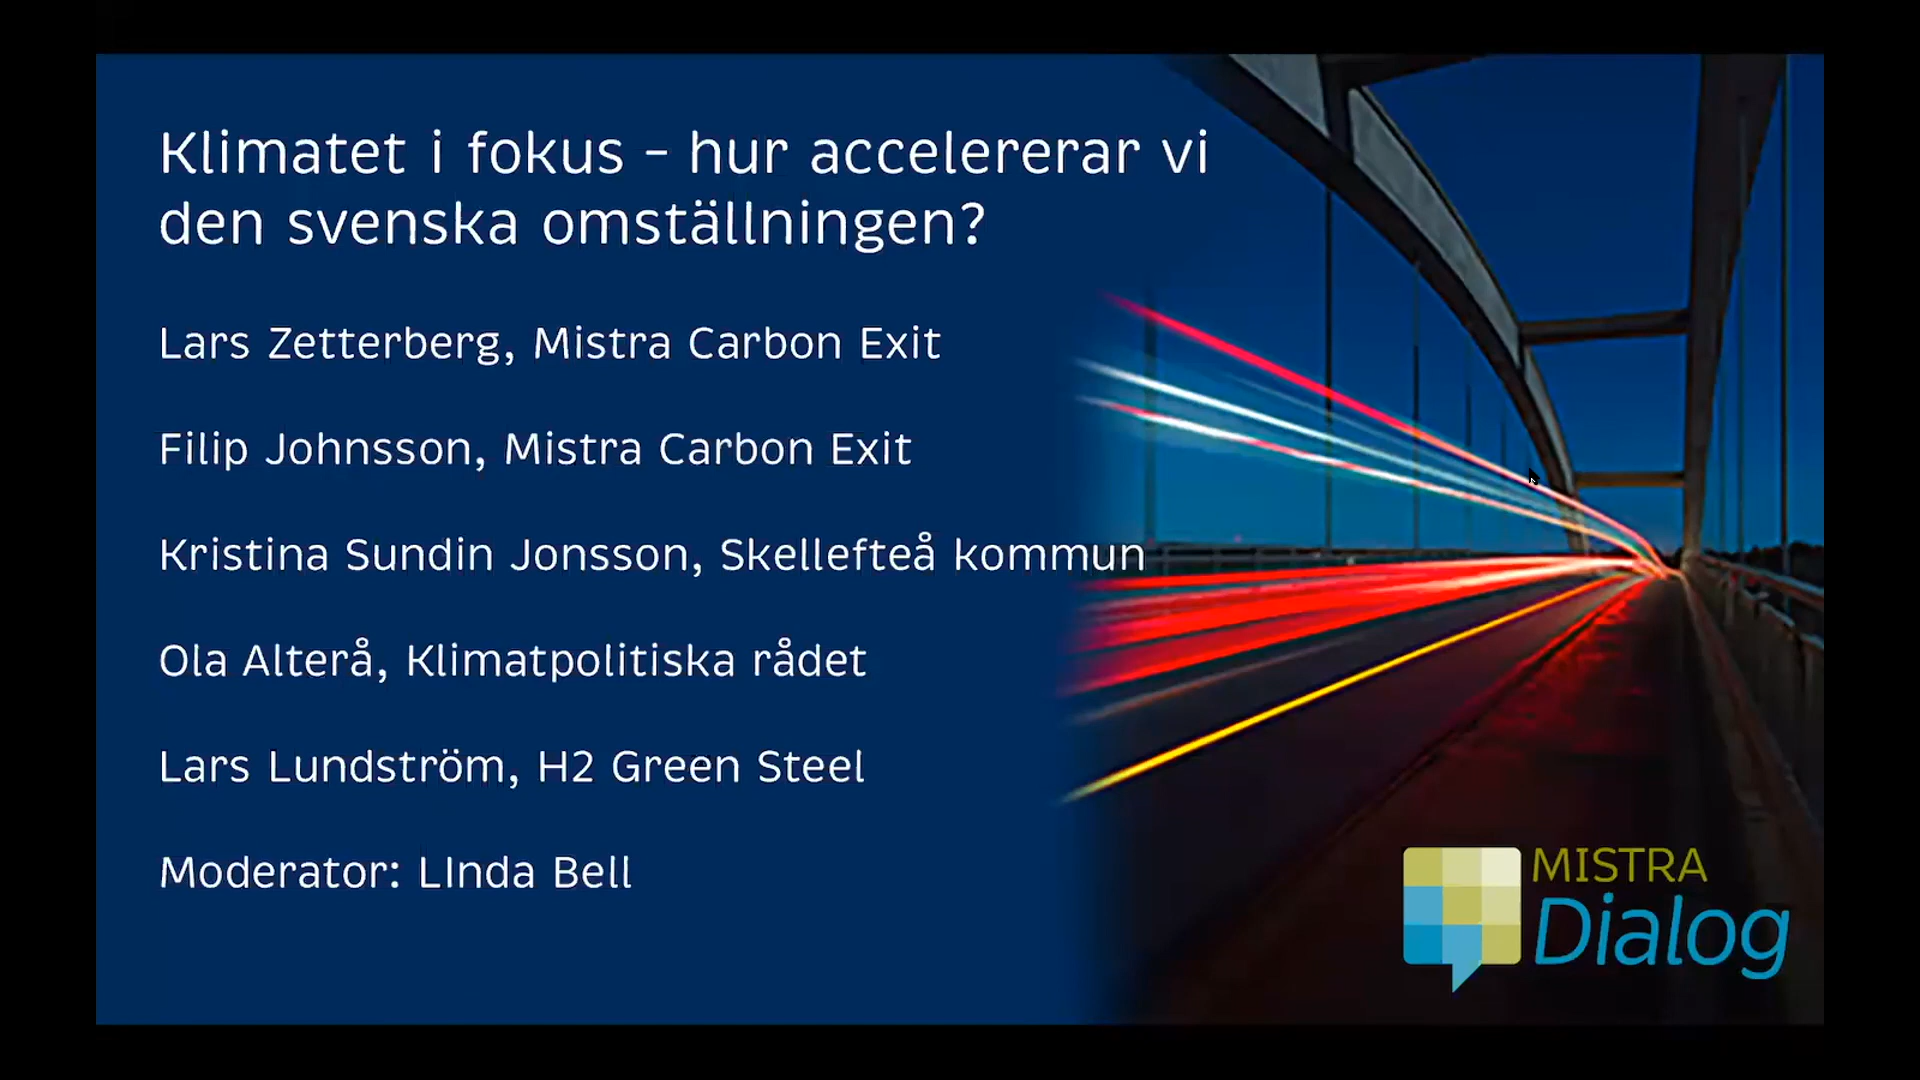 Klimatet i fokus - hur accelererar vi
den svenska omställningen?
Lars Zetterberg, Mistra Carbon Exit
Filip Johnsson, Mistra Carbon Exit
Kristina Sundin Jonsson, Skellefteå kommun
Ola Alterå, Klimatpolitiska rådet
Lars Lundström, H2 Green Steel
Moderator: LInda Bell
MISTRA
Dialog